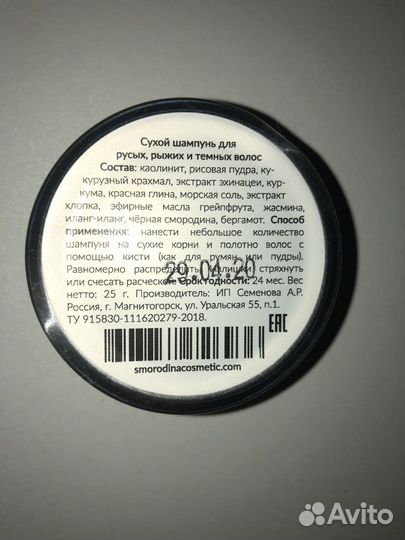 Сухой шампунь для
русых, рыжих и темных волос
Состав: каолинит, рисовая пудра, ку-
курузный крахмал, экстракт эхинацеи, кур-
кума, красная глина, морская соль, экстракт
хлопка, эфирные масла грейпфрута, жасмина,
иланг-иланг, чёрная смородина, бергамот. Способ
применения: нанести небольшое количество
шампуня на сухие корни и полотно волос с
помощью кисти (как для румян или пудры).
Равномерно распределить. Излишки стряхнуть
29.04.20
или счесать расческой. Срок годности: 24 мес. Вес
нетто: 25 г. Производитель: ИП Семенова А.Р.
Россия, г. Магнитогорск, ул. Уральская 55, п.1.
ТУ 915830-111620279-2018.
EAC
smorodinacosmetic.com
Avito